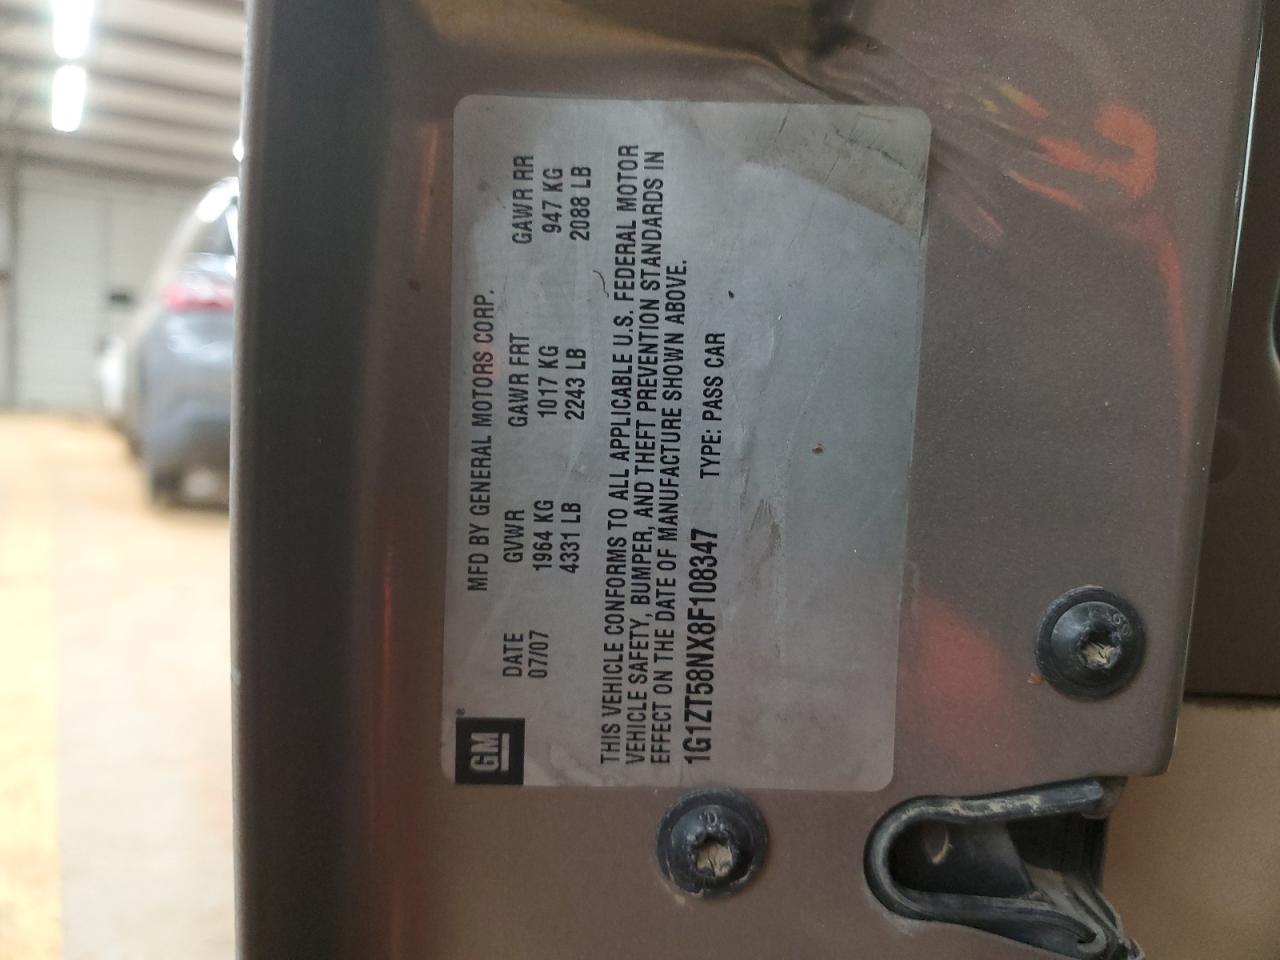 GM®
MFD BY GENERAL MOTORS CORP.
DATE GVWR GAWR FRT GAWR RR
07/07 1964 KG 1017 KG 947 KG
4331 LB 2243 LB 2088 LB
THIS VEHICLE CONFORMS TO ALL APPLICABLE U.S. FEDERAL MOTOR
VEHICLE SAFETY, BUMPER, AND THEFT PREVENTION STANDARDS IN
EFFECT ON THE DATE OF MANUFACTURE SHOWN ABOVE.
1G1ZT58NX8F108347 TYPE: PASS CAR